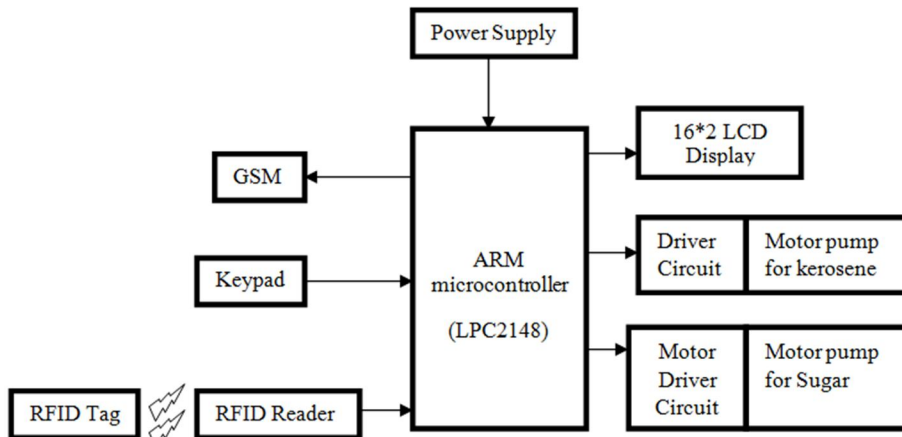 Power Supply
16*2 LCD
Display
GSM
Driver
Circuit
Motor pump
for kerosene
Keypad
ARM
microcontroller
(LPC2148)
Motor
Driver
Circuit
Motor pump
for Sugar
RFID Tag
RFID Reader